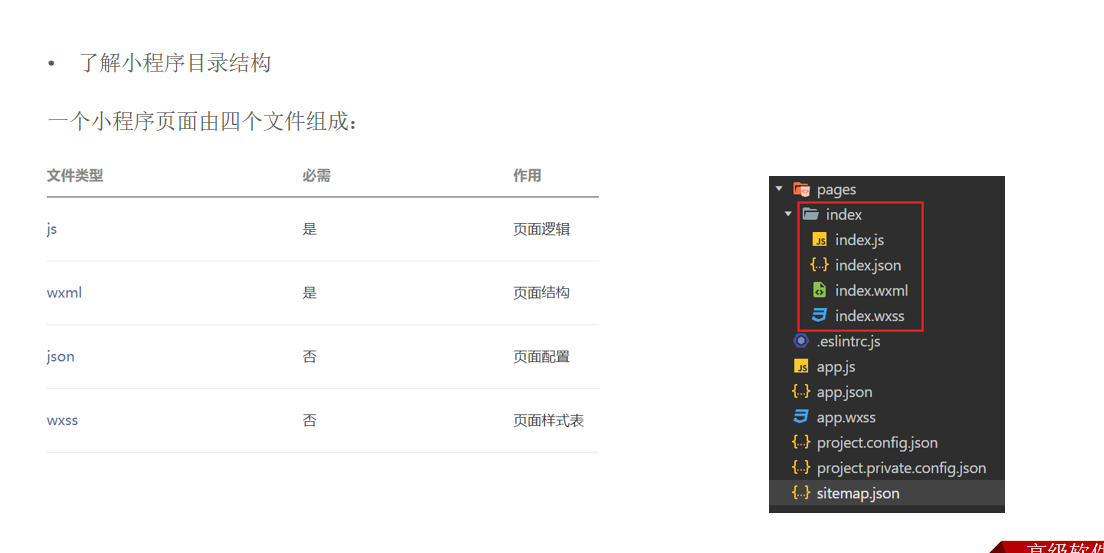 • 了解小程序目录结构
一个小程序页面由四个文件组成：
文件类型 必需 作用
js 是 页面逻辑
wxml 是 页面结构
json 否 页面配置
wxss 否 页面样式表
pages
index
index.js
index.json
index.wxml
index.wxss
.eslintrc.js
app.js
app.json
app.wxss
project.config.json
project.private.config.json
sitemap.json
高级软件